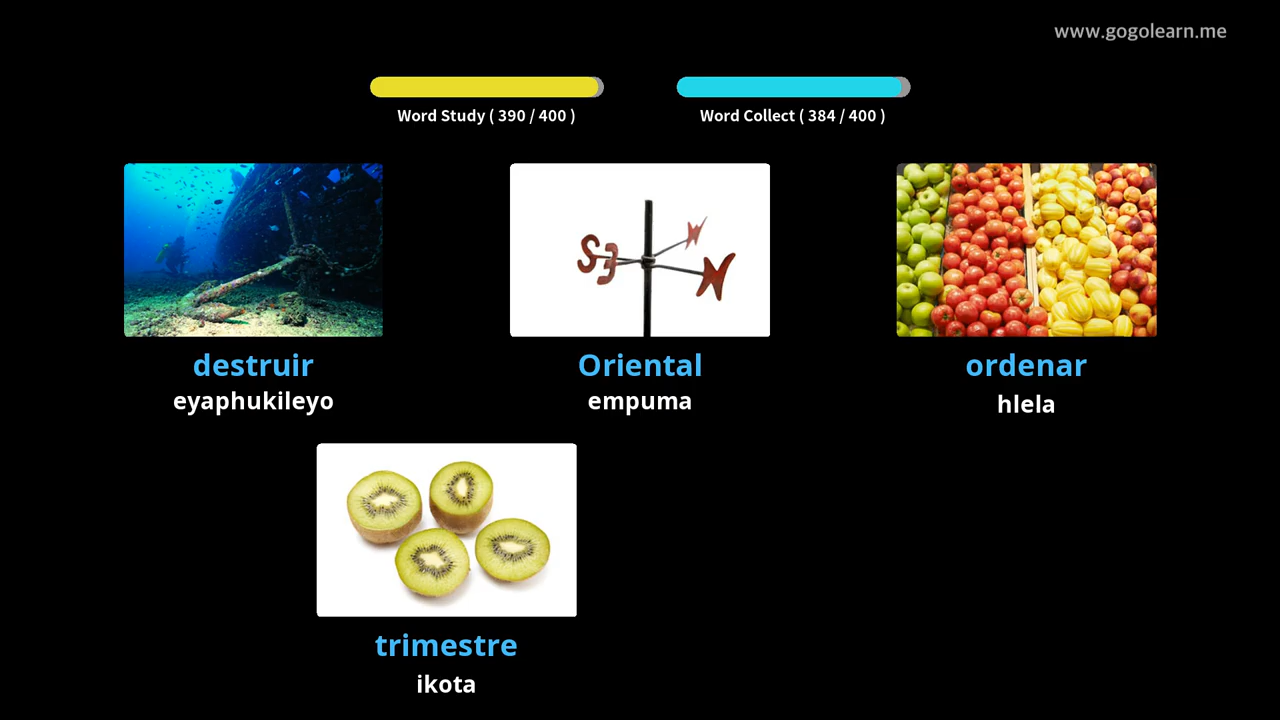 www.gogolearn.me
Word Study ( 390 / 400 )
Word Collect ( 384 / 400 )
S E N W
destruir
eyaphukileyo
Oriental
empuma
ordenar
hlela
trimestre
ikota